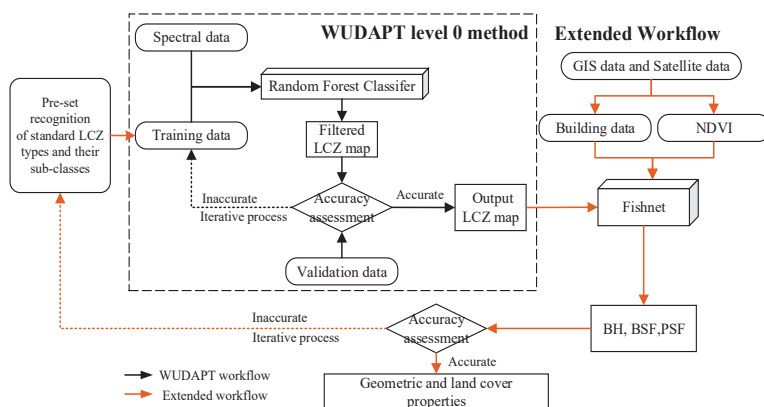 WUDAPT level 0 method
Extended Workflow
Spectral data
GIS data and Satellite data
Pre-set
recognition
of standard LCZ
types and their
sub-classes
Random Forest Classifer
Training data
Building data
NDVI
Filtered
LCZ map
Inaccurate
Iterative process
Accuracy
assessment
Accurate
Output
LCZ map
Fishnet
Validation data
Inaccurate
Iterative process
Accuracy
assessment
BH, BSF,PSF
Accurate
WUDAPT workflow
Extended workflow
Geometric and land cover
properties